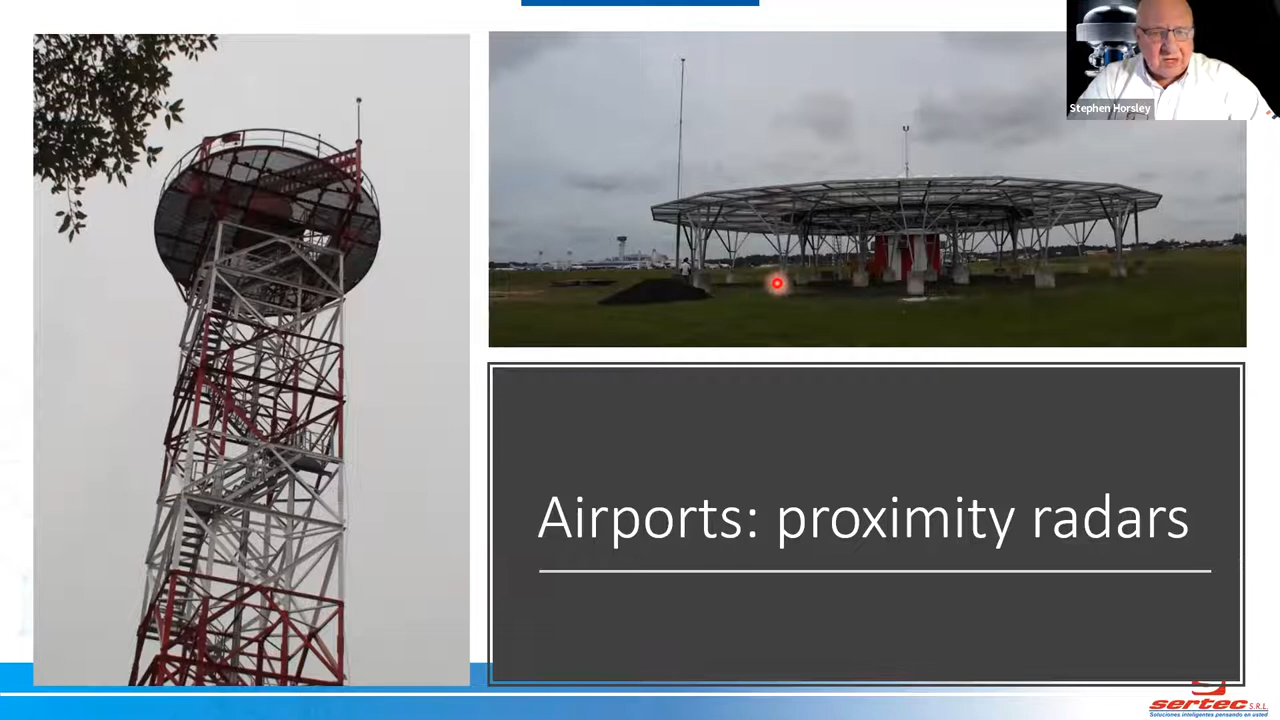 Stephen Horsley
Airports: proximity radars
sertec S.R.L
Soluciones inteligentes pensando en usted